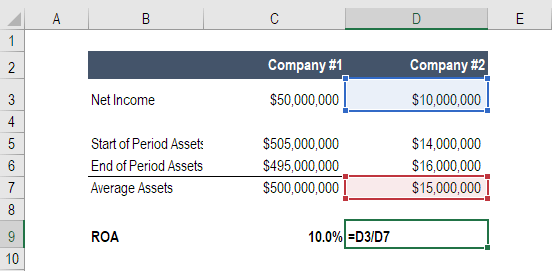 A B C D E
1
2 Company #1 Company #2
3 Net Income $50,000,000 $10,000,000
4
5 Start of Period Assets $505,000,000 $14,000,000
6 End of Period Assets $495,000,000 $16,000,000
7 Average Assets $500,000,000 $15,000,000
8
9 ROA 10.0% =D3/D7
10